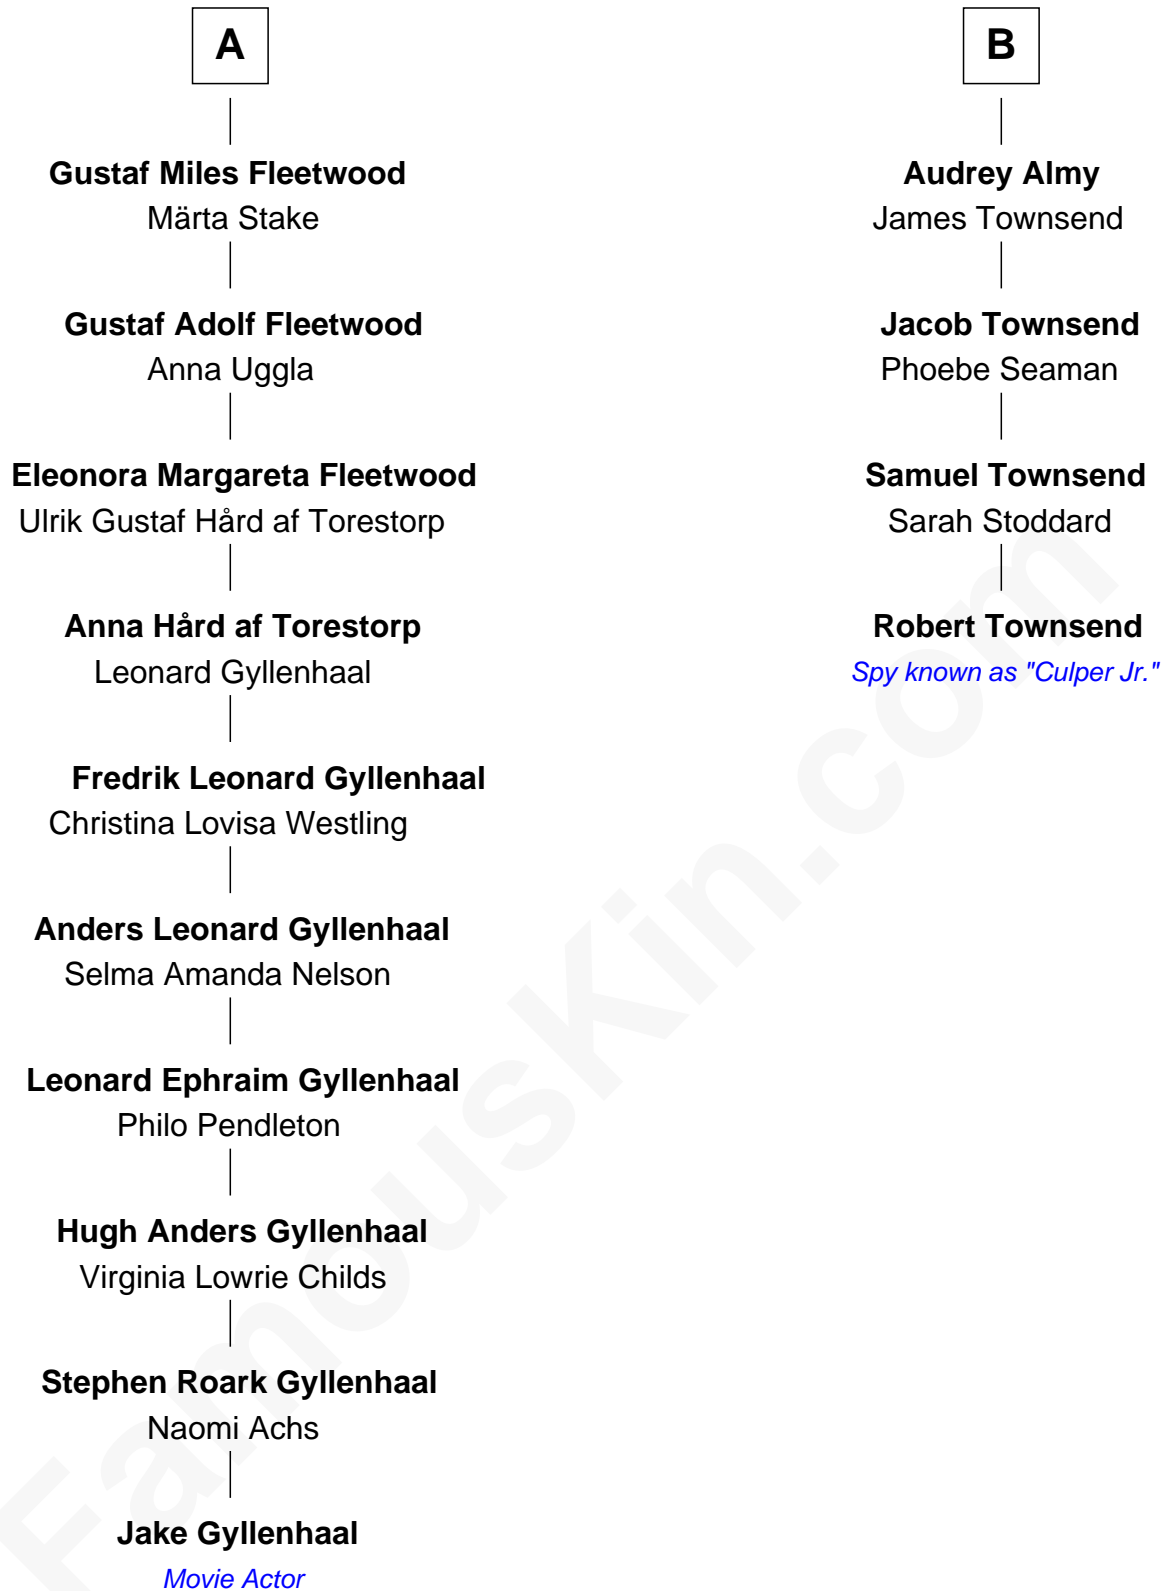 A
Gustaf Miles Fleetwood
Märta Stake
Gustaf Adolf Fleetwood
Anna Uggla
Eleonora Margareta Fleetwood
Ulrik Gustaf Hård af Torestorp
Anna Hård af Torestorp
Leonard Gyllenhaal
Fredrik Leonard Gyllenhaal
Christina Lovisa Westling
Anders Leonard Gyllenhaal
Selma Amanda Nelson
Leonard Ephraim Gyllenhaal
Philo Pendleton
Hugh Anders Gyllenhaal
Virginia Lowrie Childs
Stephen Roark Gyllenhaal
Naomi Achs
Jake Gyllenhaal
Movie Actor
B
Audrey Almy
James Townsend
Jacob Townsend
Phoebe Seaman
Samuel Townsend
Sarah Stoddard
Robert Townsend
Spy known as "Culper Jr."
FamousKin.com